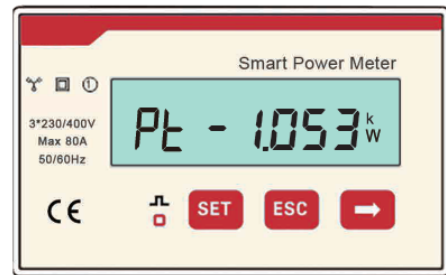 Smart Power Meter
3*230/400V
Max 80A
50/60Hz
Pt - 1.053 kW
CE
SET
ESC